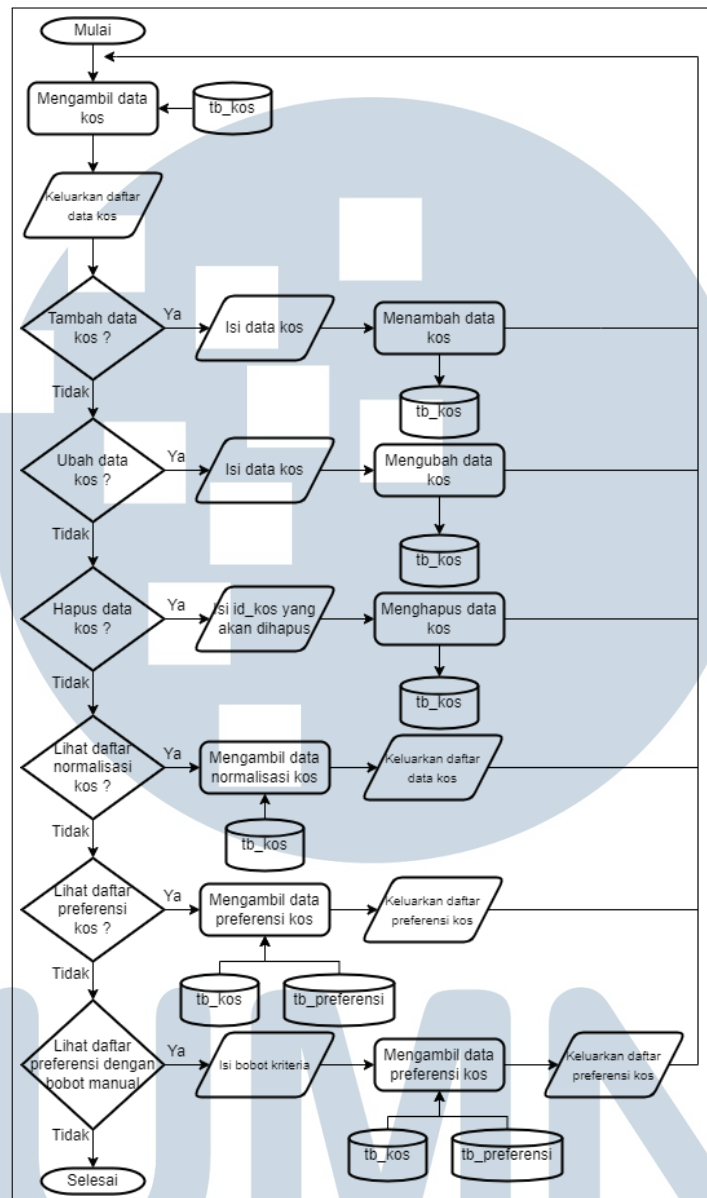 Mulai
Mengambil data
kos
tb_kos
Keluarkan daftar
data kos
Tambah data
kos ?
Ya
Isi data kos
Menambah data
kos
tb_kos
Tidak
Ubah data
kos ?
Ya
Isi data kos
Mengubah data
kos
tb_kos
Tidak
Hapus data
kos ?
Ya
Isi id_kos yang
akan dihapus
Menghapus data
kos
tb_kos
Tidak
Lihat daftar
normalisasi
kos ?
Ya
Mengambil data
normalisasi kos
Keluarkan daftar
data kos
tb_kos
Tidak
Lihat daftar
preferensi
kos ?
Ya
Mengambil data
preferensi kos
Keluarkan daftar
preferensi kos
tb_kos
tb_preferensi
Tidak
Lihat daftar
preferensi dengan
bobot manual
Ya
Isi bobot kriteria
Mengambil data
preferensi kos
Keluarkan daftar
preferensi kos
tb_kos
tb_preferensi
Tidak
Selesai
UMN